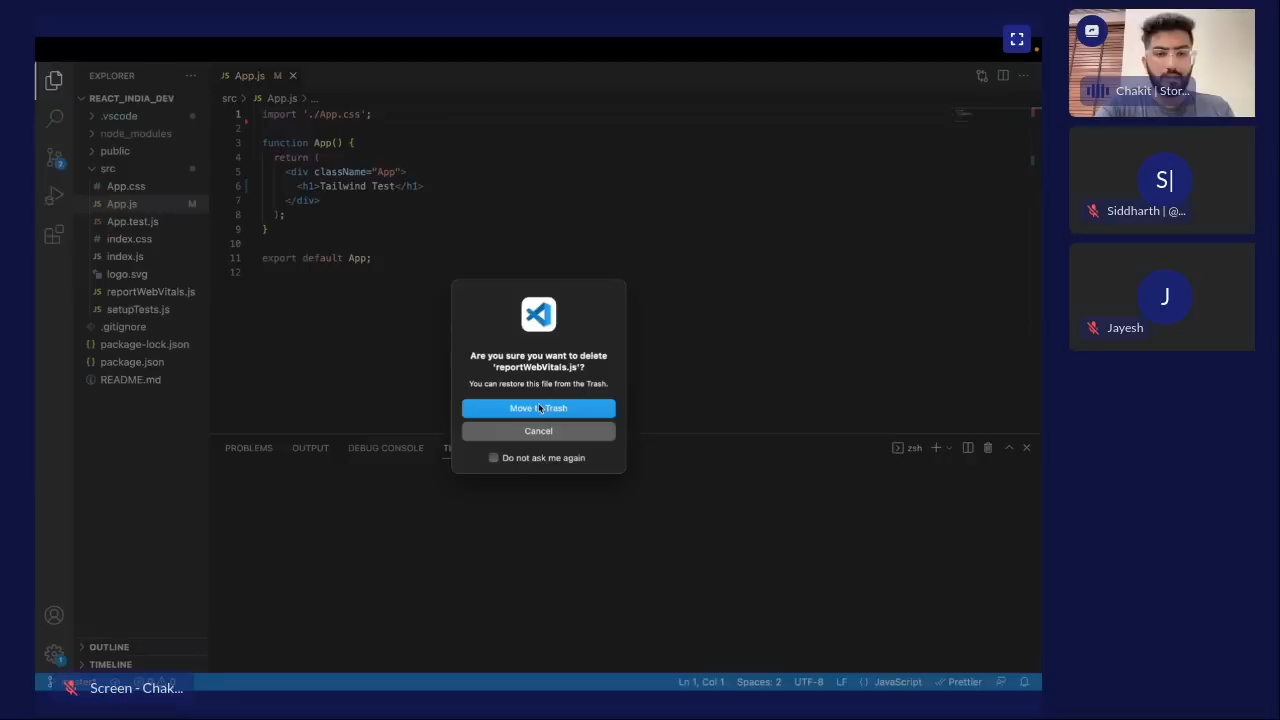 EXPLORER
REACT_INDIA_DEV
.vscode
node_modules
public
src
App.css
App.js M
App.test.js
index.css
index.js
logo.svg
reportWebVitals.js
setupTests.js
.gitignore
package-lock.json
package.json
README.md
OUTLINE
TIMELINE
JS App.js M
src > JS App.js > ...
1 import './App.css';
2
3 function App() {
4 return (
5 <div className="App">
6 <h1>Tailwind Test</h1>
7 </div>
8 );
9 }
10
11 export default App;
12
Are you sure you want to delete
'reportWebVitals.js'?
You can restore this file from the Trash.
Move to Trash
Cancel
Do not ask me again
PROBLEMS OUTPUT DEBUG CONSOLE
zsh
Ln 1, Col 1 Spaces: 2 UTF-8 LF {} JavaScript Prettier
Screen - Chak...
Chakit | Stor...
S|
Siddharth | @...
J
Jayesh